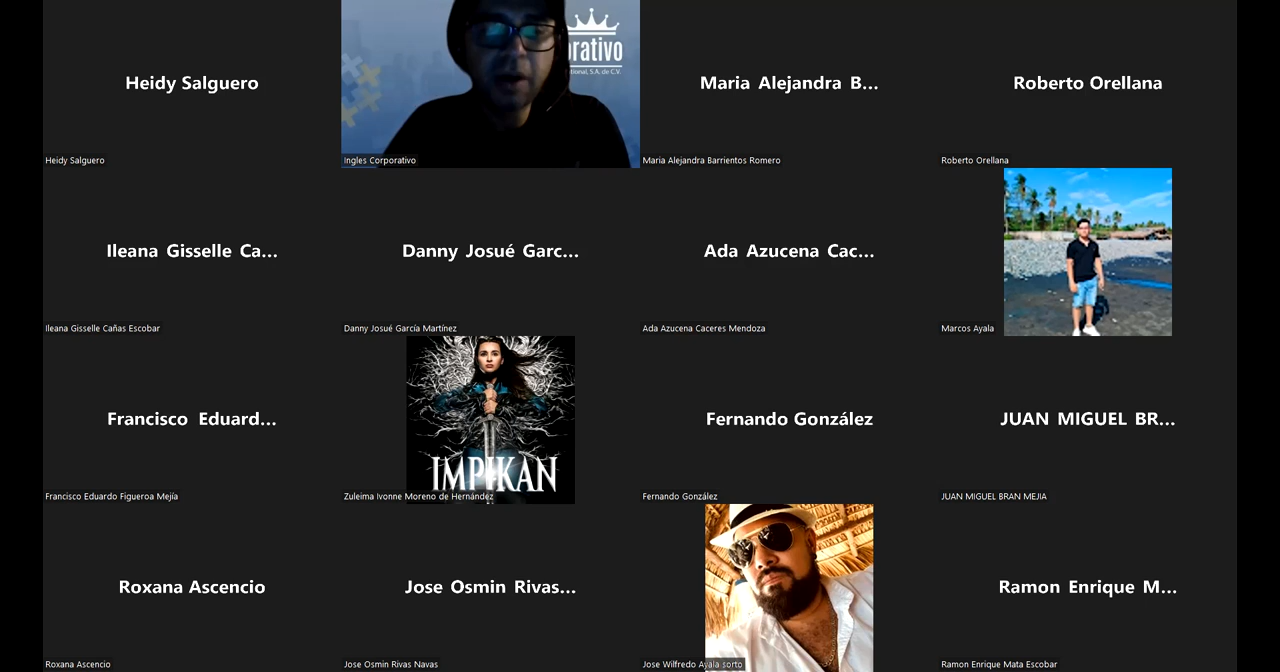 Heidy Salguero
Heidy Salguero
rativo
tional, S.A. de C.V.
Ingles Corporativo
Maria Alejandra B...
Maria Alejandra Barrientos Romero
Roberto Orellana
Roberto Orellana
Ileana Gisselle Ca...
Ileana Gisselle Cañas Escobar
Danny Josué Garc...
Danny Josué García Martínez
Ada Azucena Cac...
Ada Azucena Caceres Mendoza
Marcos Ayala
Francisco Eduard...
Francisco Eduardo Figueroa Mejía
IMPIKAN
Zuleima Ivonne Moreno de Hernández
Fernando González
Fernando González
JUAN MIGUEL BR...
JUAN MIGUEL BRAN MEJIA
Roxana Ascencio
Roxana Ascencio
Jose Osmin Rivas...
Jose Osmin Rivas Navas
Jose Wilfredo Ayala sorto
Ramon Enrique M...
Ramon Enrique Mata Escobar